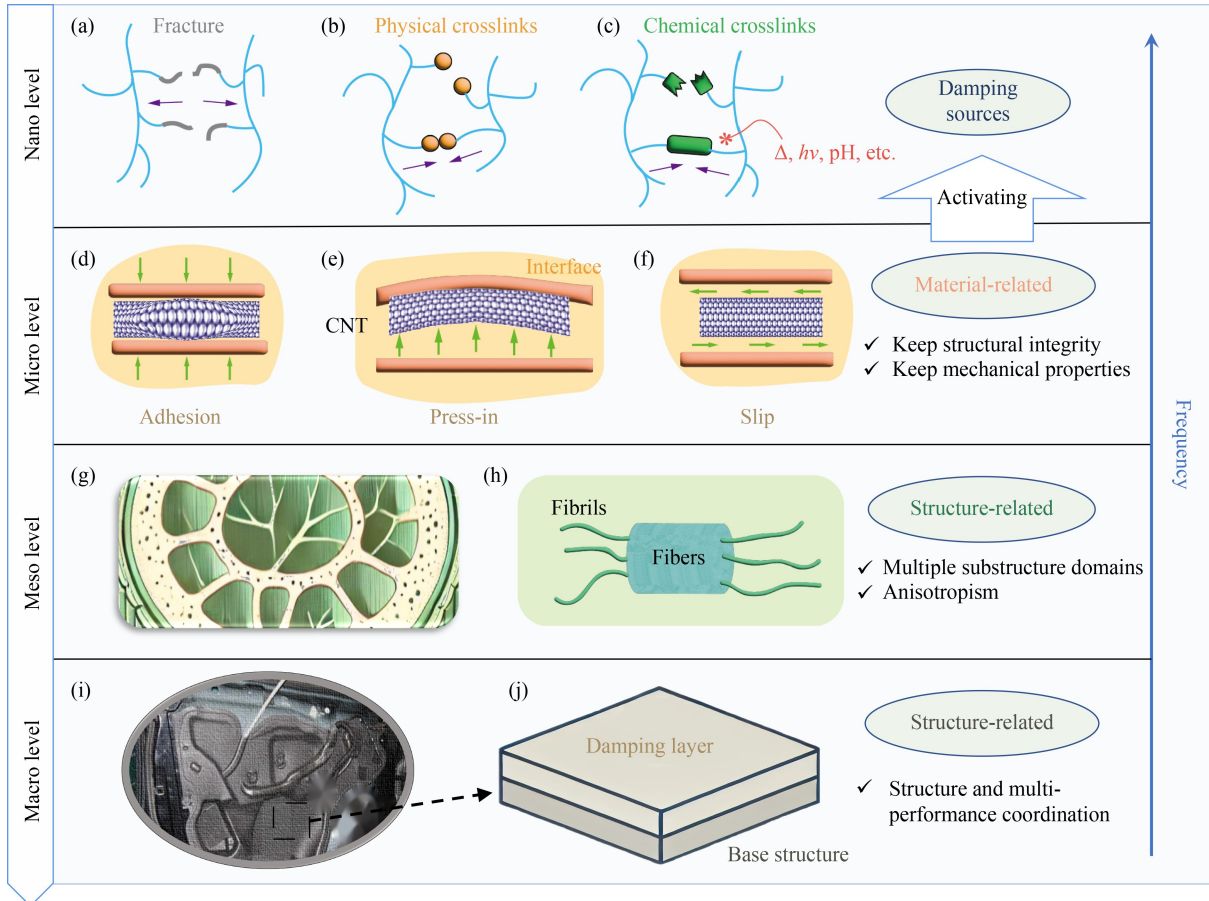 Nano level
(a)
Fracture
(b)
Physical crosslinks
(c)
Chemical crosslinks
Δ, hν, pH, etc.
Damping
sources
Activating
Micro level
(d)
Adhesion
(e)
Interface
CNT
Press-in
(f)
Slip
Material-related
✓ Keep structural integrity
✓ Keep mechanical properties
Meso level
(g)
(h)
Fibrils
Fibers
Structure-related
✓ Multiple substructure domains
✓ Anisotropism
Macro level
(i)
(j)
Damping layer
Base structure
Structure-related
✓ Structure and multi-
performance coordination
Frequency